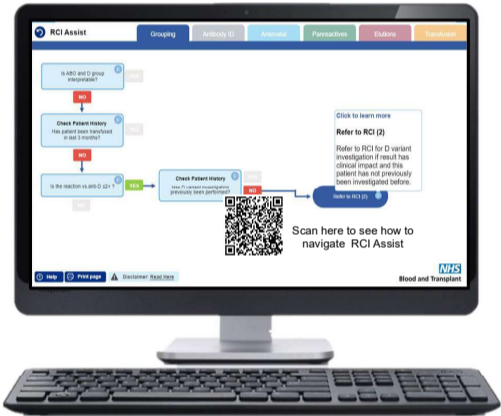 RCI Assist
Grouping
Antibody ID
Antenatal
Panreactives
Elutions
Transfusion
Is ABO and D group
interpretable?
YES
NO
Check Patient History
Has patient been transfused
in last 3 months?
YES
NO
Is the reaction vs anti-D ≤2+ ?
YES
NO
Check Patient History
Has D variant investigation
previously been performed?
YES
NO
Click to learn more
Refer to RCI (2)
Refer to RCI for D variant
investigation if result has
clinical impact and this
patient has not previously
been investigated before.
Refer to RCI (2)
Scan here to see how to
navigate RCI Assist
Help
Print page
Disclaimer: Read Here
NHS
Blood and Transplant